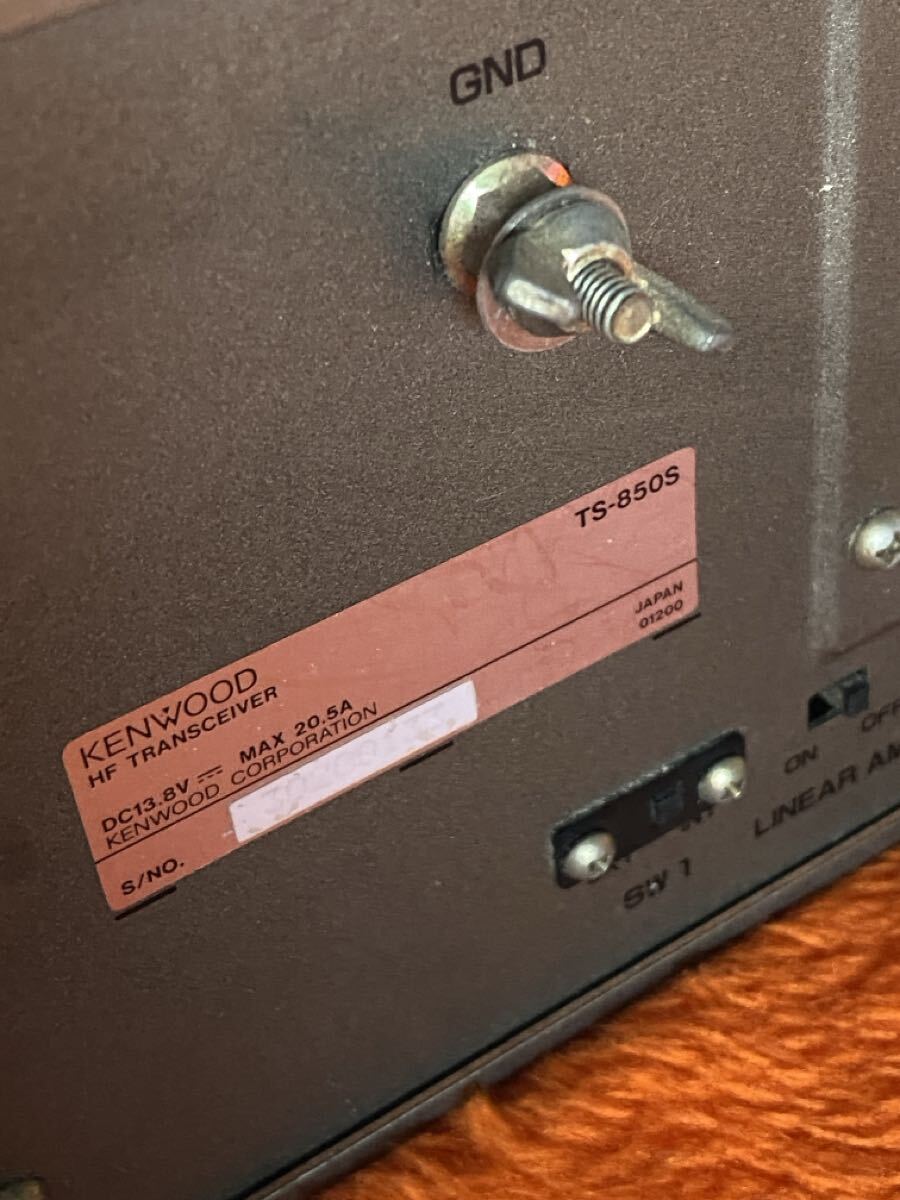 GND
TS-850S
KENWOOD
HF TRANSCEIVER
DC13.8V ⎓ MAX 20.5A
KENWOOD CORPORATION
JAPAN
01200
S/NO.
ON OFF
LINEAR AM
SW 1